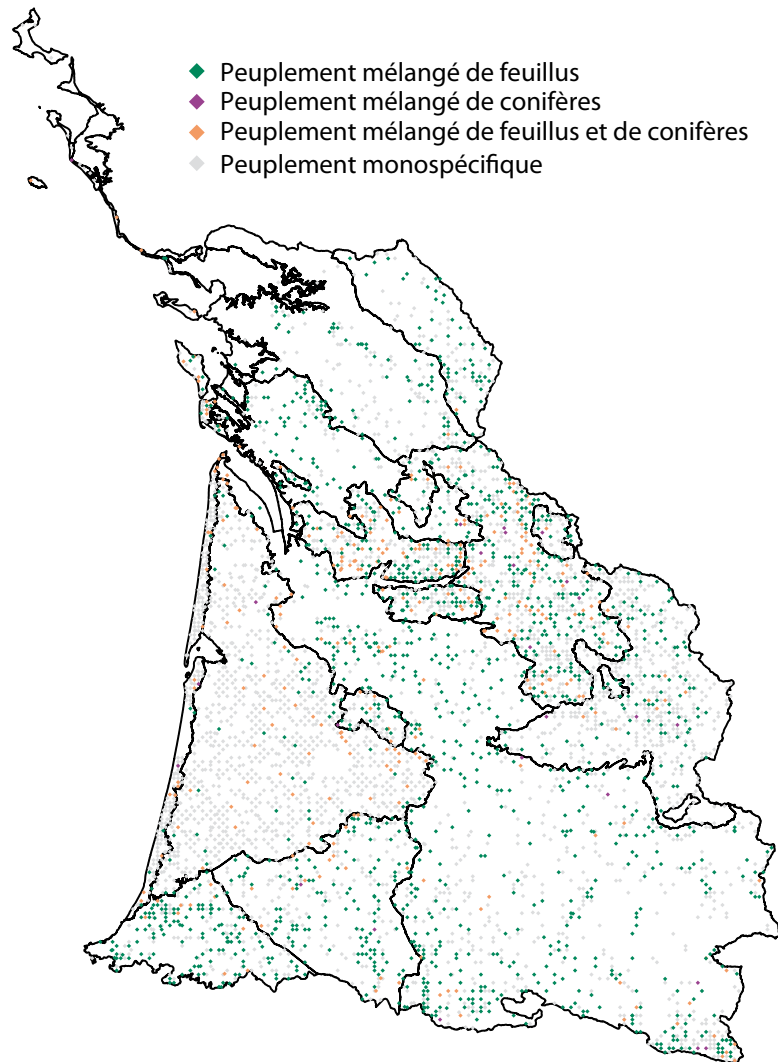 Peuplement mélangé de feuillus
Peuplement mélangé de conifères
Peuplement mélangé de feuillus et de conifères
Peuplement monospécifique